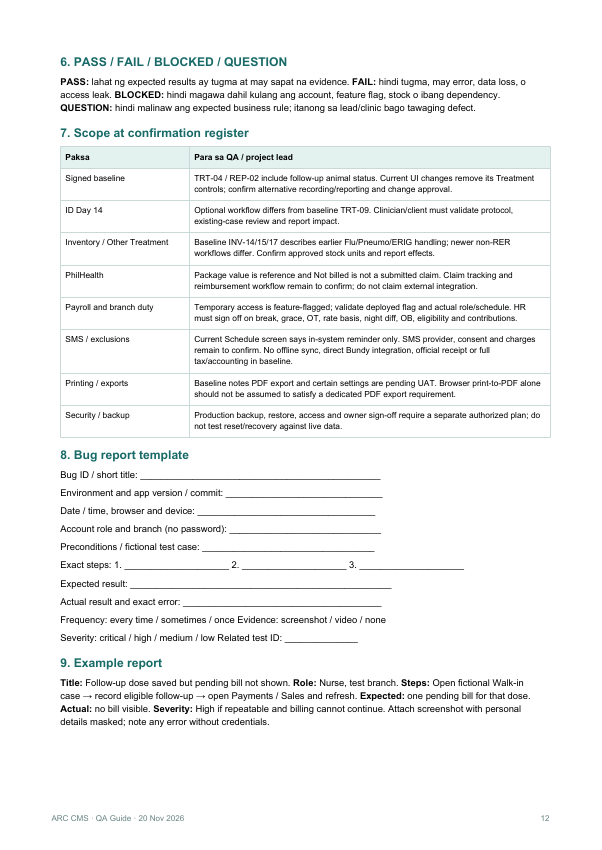 6. PASS / FAIL / BLOCKED / QUESTION
PASS: lahat ng expected results ay tugma at may sapat na evidence. FAIL: hindi tugma, may error, data loss, o
access leak. BLOCKED: hindi magawa dahil kulang ang account, feature flag, stock o ibang dependency.
QUESTION: hindi malinaw ang expected business rule; itanong sa lead/clinic bago tawaging defect.
7. Scope at confirmation register
Paksa
Para sa QA / project lead
Signed baseline
TRT-04 / REP-02 include follow-up animal status. Current UI changes remove its Treatment
controls; confirm alternative recording/reporting and change approval.
ID Day 14
Optional workflow differs from baseline TRT-09. Clinician/client must validate protocol,
existing-case review and report impact.
Inventory / Other Treatment
Baseline INV-14/15/17 describes earlier Flu/Pneumo/ERIG handling; newer non-RER
workflows differ. Confirm approved stock units and report effects.
PhilHealth
Package value is reference and Not billed is not a submitted claim. Claim tracking and
reimbursement workflow remain to confirm; do not claim external integration.
Payroll and branch duty
Temporary access is feature-flagged; validate deployed flag and actual role/schedule. HR
must sign off on break, grace, OT, rate basis, night diff, OB, eligibility and contributions.
SMS / exclusions
Current Schedule screen says in-system reminder only. SMS provider, consent and charges
remain to confirm. No offline sync, direct Bundy integration, official receipt or full
tax/accounting in baseline.
Printing / exports
Baseline notes PDF export and certain settings are pending UAT. Browser print-to-PDF alone
should not be assumed to satisfy a dedicated PDF export requirement.
Security / backup
Production backup, restore, access and owner sign-off require a separate authorized plan; do
not test reset/recovery against live data.
8. Bug report template
Bug ID / short title: ______________________________________________
Environment and app version / commit: ______________________________
Date / time, browser and device: __________________________________
Account role and branch (no password): _____________________________
Preconditions / fictional test case: _________________________________
Exact steps: 1. ____________________ 2. ____________________ 3. ____________________
Expected result: __________________________________________________
Actual result and exact error: ______________________________________
Frequency: every time / sometimes / once Evidence: screenshot / video / none
Severity: critical / high / medium / low Related test ID: ______________
9. Example report
Title: Follow-up dose saved but pending bill not shown. Role: Nurse, test branch. Steps: Open fictional Walk-in
case → record eligible follow-up → open Payments / Sales and refresh. Expected: one pending bill for that dose.
Actual: no bill visible. Severity: High if repeatable and billing cannot continue. Attach screenshot with personal
details masked; note any error without credentials.
ARC CMS · QA Guide · 20 Nov 2026
12